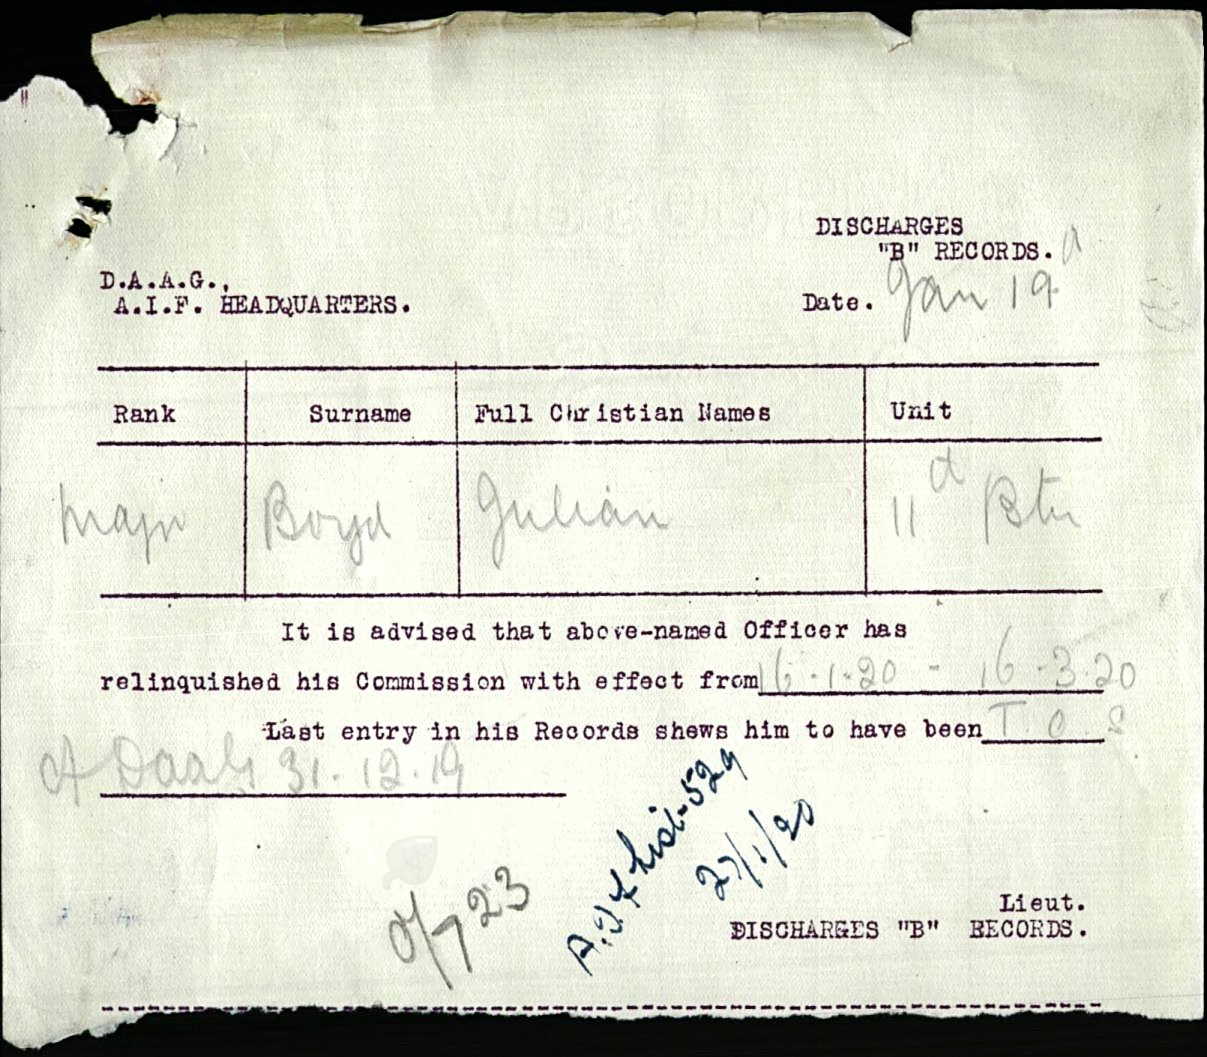 DISCHARGES
"B" RECORDS.
D.A.A.G.,
A.I.F. HEADQUARTERS.
Date. Jan 19
Rank Surname Full Christian Names Unit
Major Boyd Julian 11 Btn
It is advised that above-named Officer has
relinquished his Commission with effect from 16.1.20 - 16.3.20
Last entry in his Records shews him to have been T.O.S
31.12.19
A.I.F. List 529
27/1/20
0/723
Lieut.
DISCHARGES "B" RECORDS.